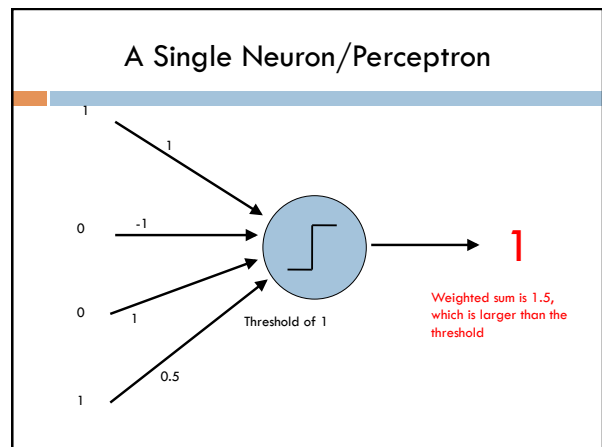 A Single Neuron/Perceptron
1
1
0
-1
1
0
1
Threshold of 1
Weighted sum is 1.5,
which is larger than the
threshold
0.5
1